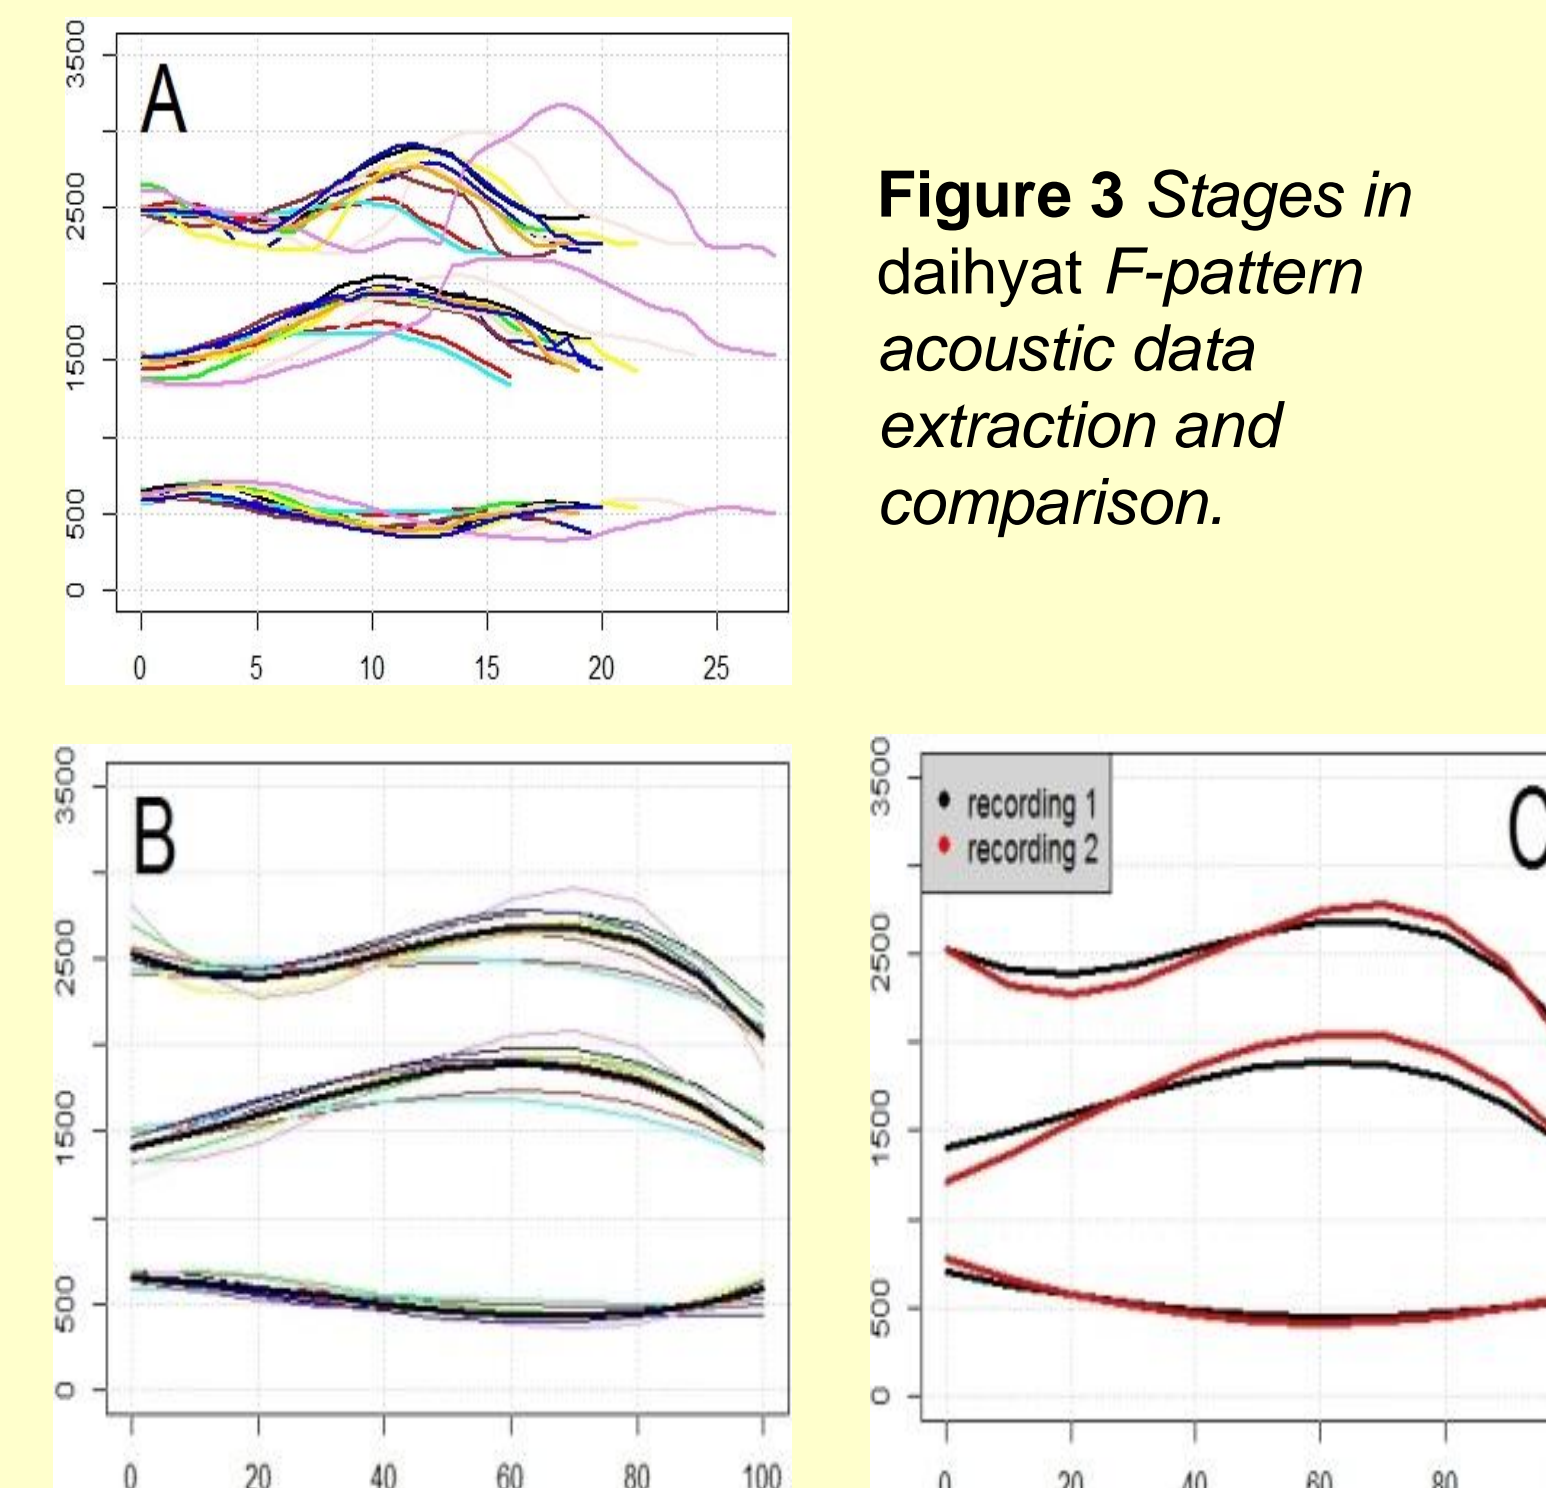 3500
2500
1500
500
0
A
0 5 10 15 20 25
Figure 3 Stages in
daihyat F-pattern
acoustic data
extraction and
comparison.
3500
2500
1500
500
0
B
0 20 40 60 80 100
3500
2500
1500
500
0
recording 1
recording 2
C
0 20 40 60 80